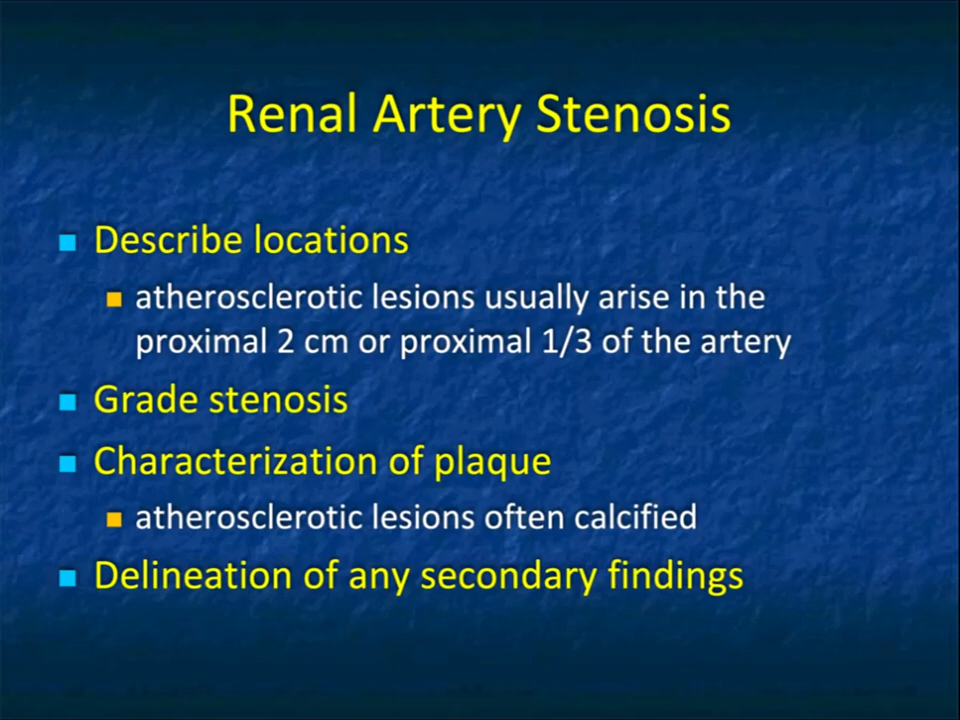 Renal Artery Stenosis
Describe locations
atherosclerotic lesions usually arise in the
proximal 2 cm or proximal 1/3 of the artery
Grade stenosis
Characterization of plaque
atherosclerotic lesions often calcified
Delineation of any secondary findings